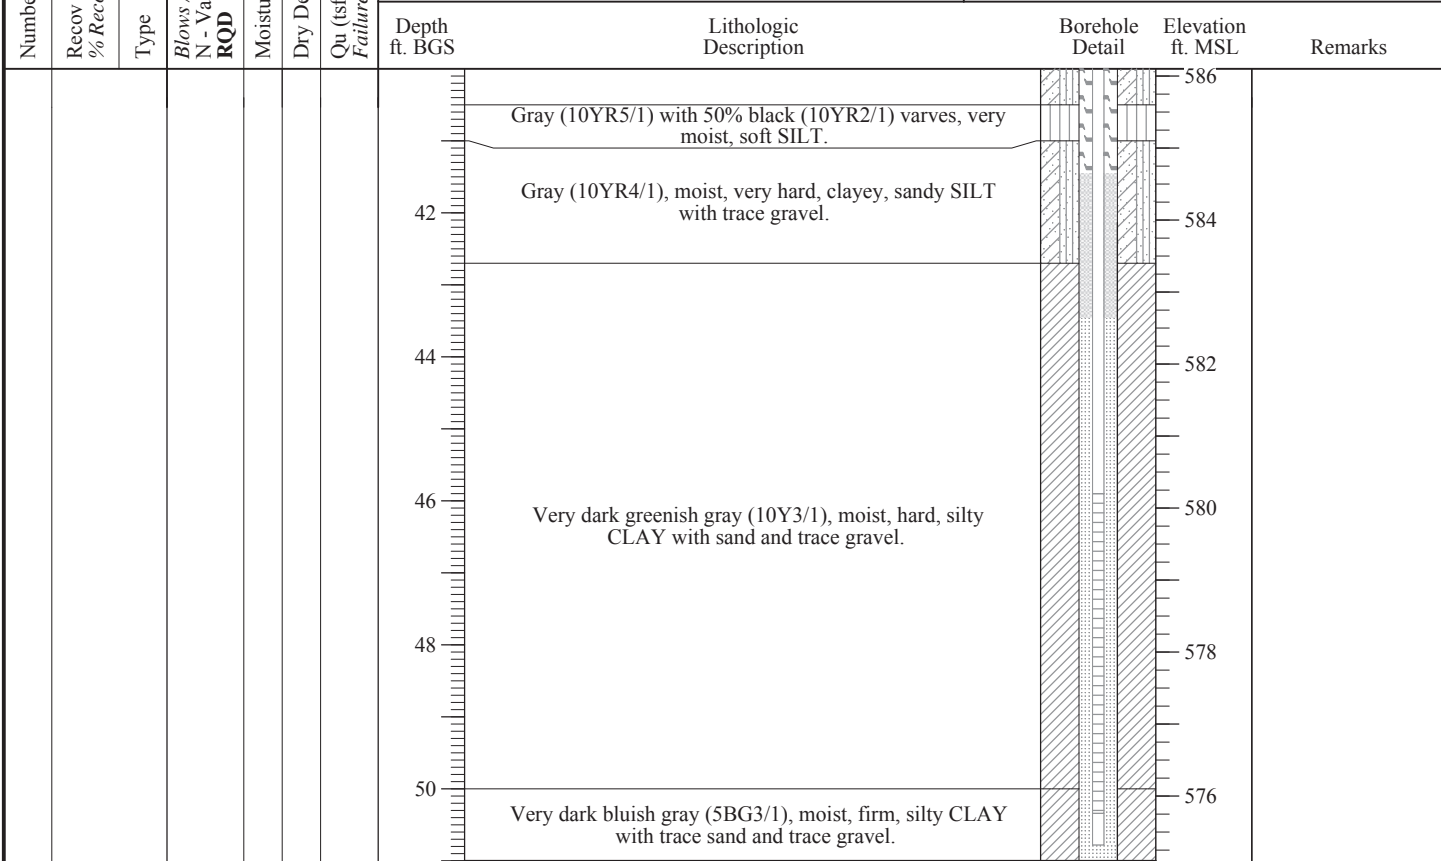 Numbe
Recov
% Rece
Type
Blows
N - Va
RQD
Moistu
Dry De
Qu (tsf
Failure
Depth
ft. BGS
Lithologic
Description
Borehole
Detail
Elevation
ft. MSL
Remarks
586
Gray (10YR5/1) with 50% black (10YR2/1) varves, very
moist, soft SILT.
Gray (10YR4/1), moist, very hard, clayey, sandy SILT
with trace gravel.
42
584
44
582
46
580
Very dark greenish gray (10Y3/1), moist, hard, silty
CLAY with sand and trace gravel.
48
578
50
576
Very dark bluish gray (5BG3/1), moist, firm, silty CLAY
with trace sand and trace gravel.